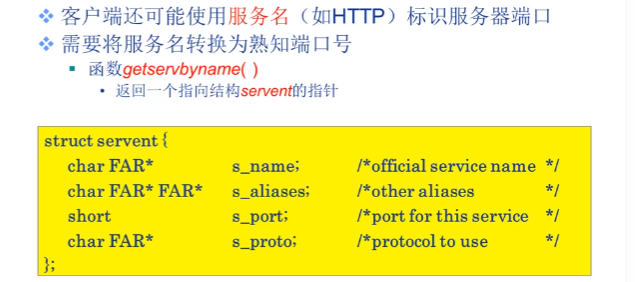 客户端还可能使用服务名（如HTTP）标识服务器端口
需要将服务名转换为熟知端口号
函数getservbyname( )
返回一个指向结构servent的指针
struct servent {
char FAR* s_name; /*official service name */
char FAR* FAR* s_aliases; /*other aliases */
short s_port; /*port for this service */
char FAR* s_proto; /*protocol to use */
};